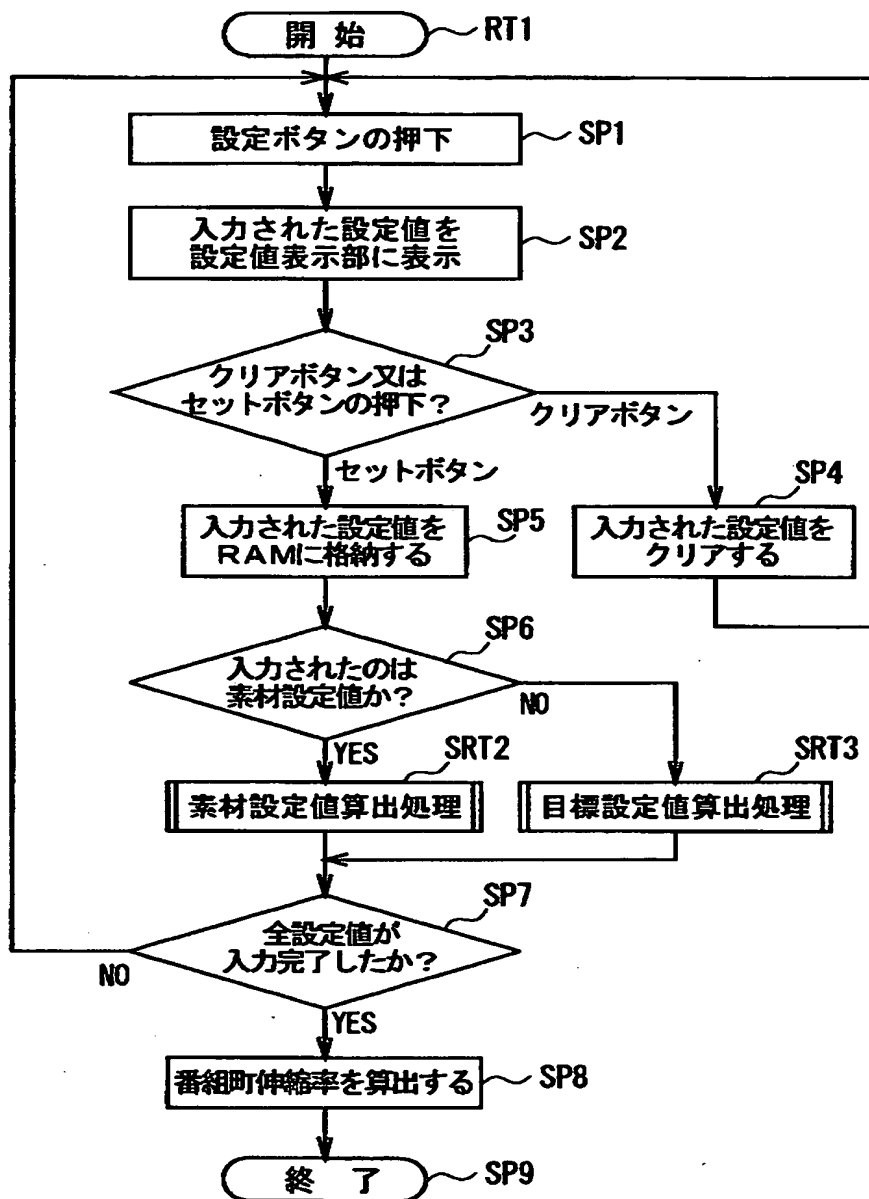 開 始
RT1
設定ボタンの押下
SP1
入力された設定値を
設定値表示部に表示
SP2
SP3
クリアボタン又は
セットボタンの押下?
クリアボタン
セットボタン
SP4
入力された設定値を
RAMに格納する
SP5
入力された設定値を
クリアする
SP6
入力されたのは
素材設定値か?
NO
YES
SRT2
SRT3
素材設定値算出処理
目標設定値算出処理
SP7
全設定値が
入力完了したか?
NO
YES
番組町伸縮率を算出する
SP8
終 了
SP9